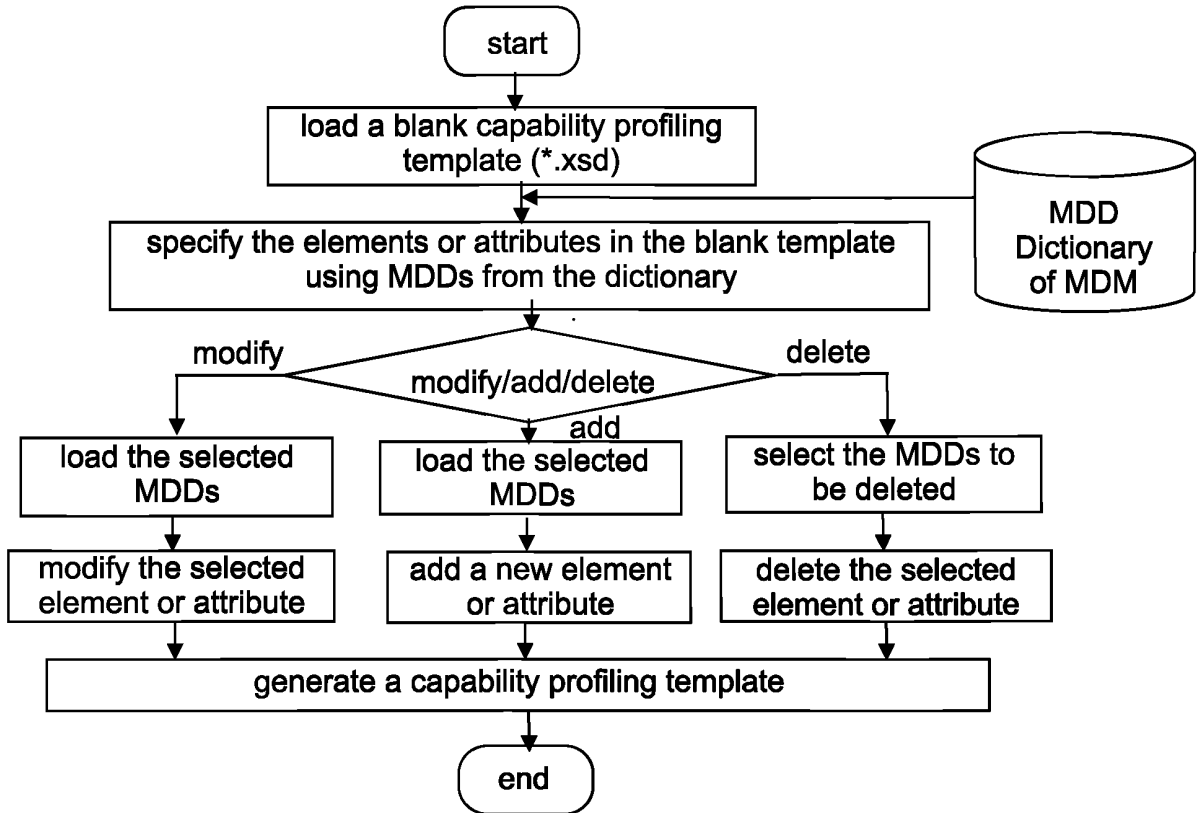 start
load a blank capability profiling
template (*.xsd)
MDD
Dictionary
of MDM
specify the elements or attributes in the blank template
using MDDs from the dictionary
modify
delete
modify/add/delete
add
load the selected
MDDs
load the selected
MDDs
select the MDDs to
be deleted
modify the selected
element or attribute
add a new element
or attribute
delete the selected
element or attribute
generate a capability profiling template
end